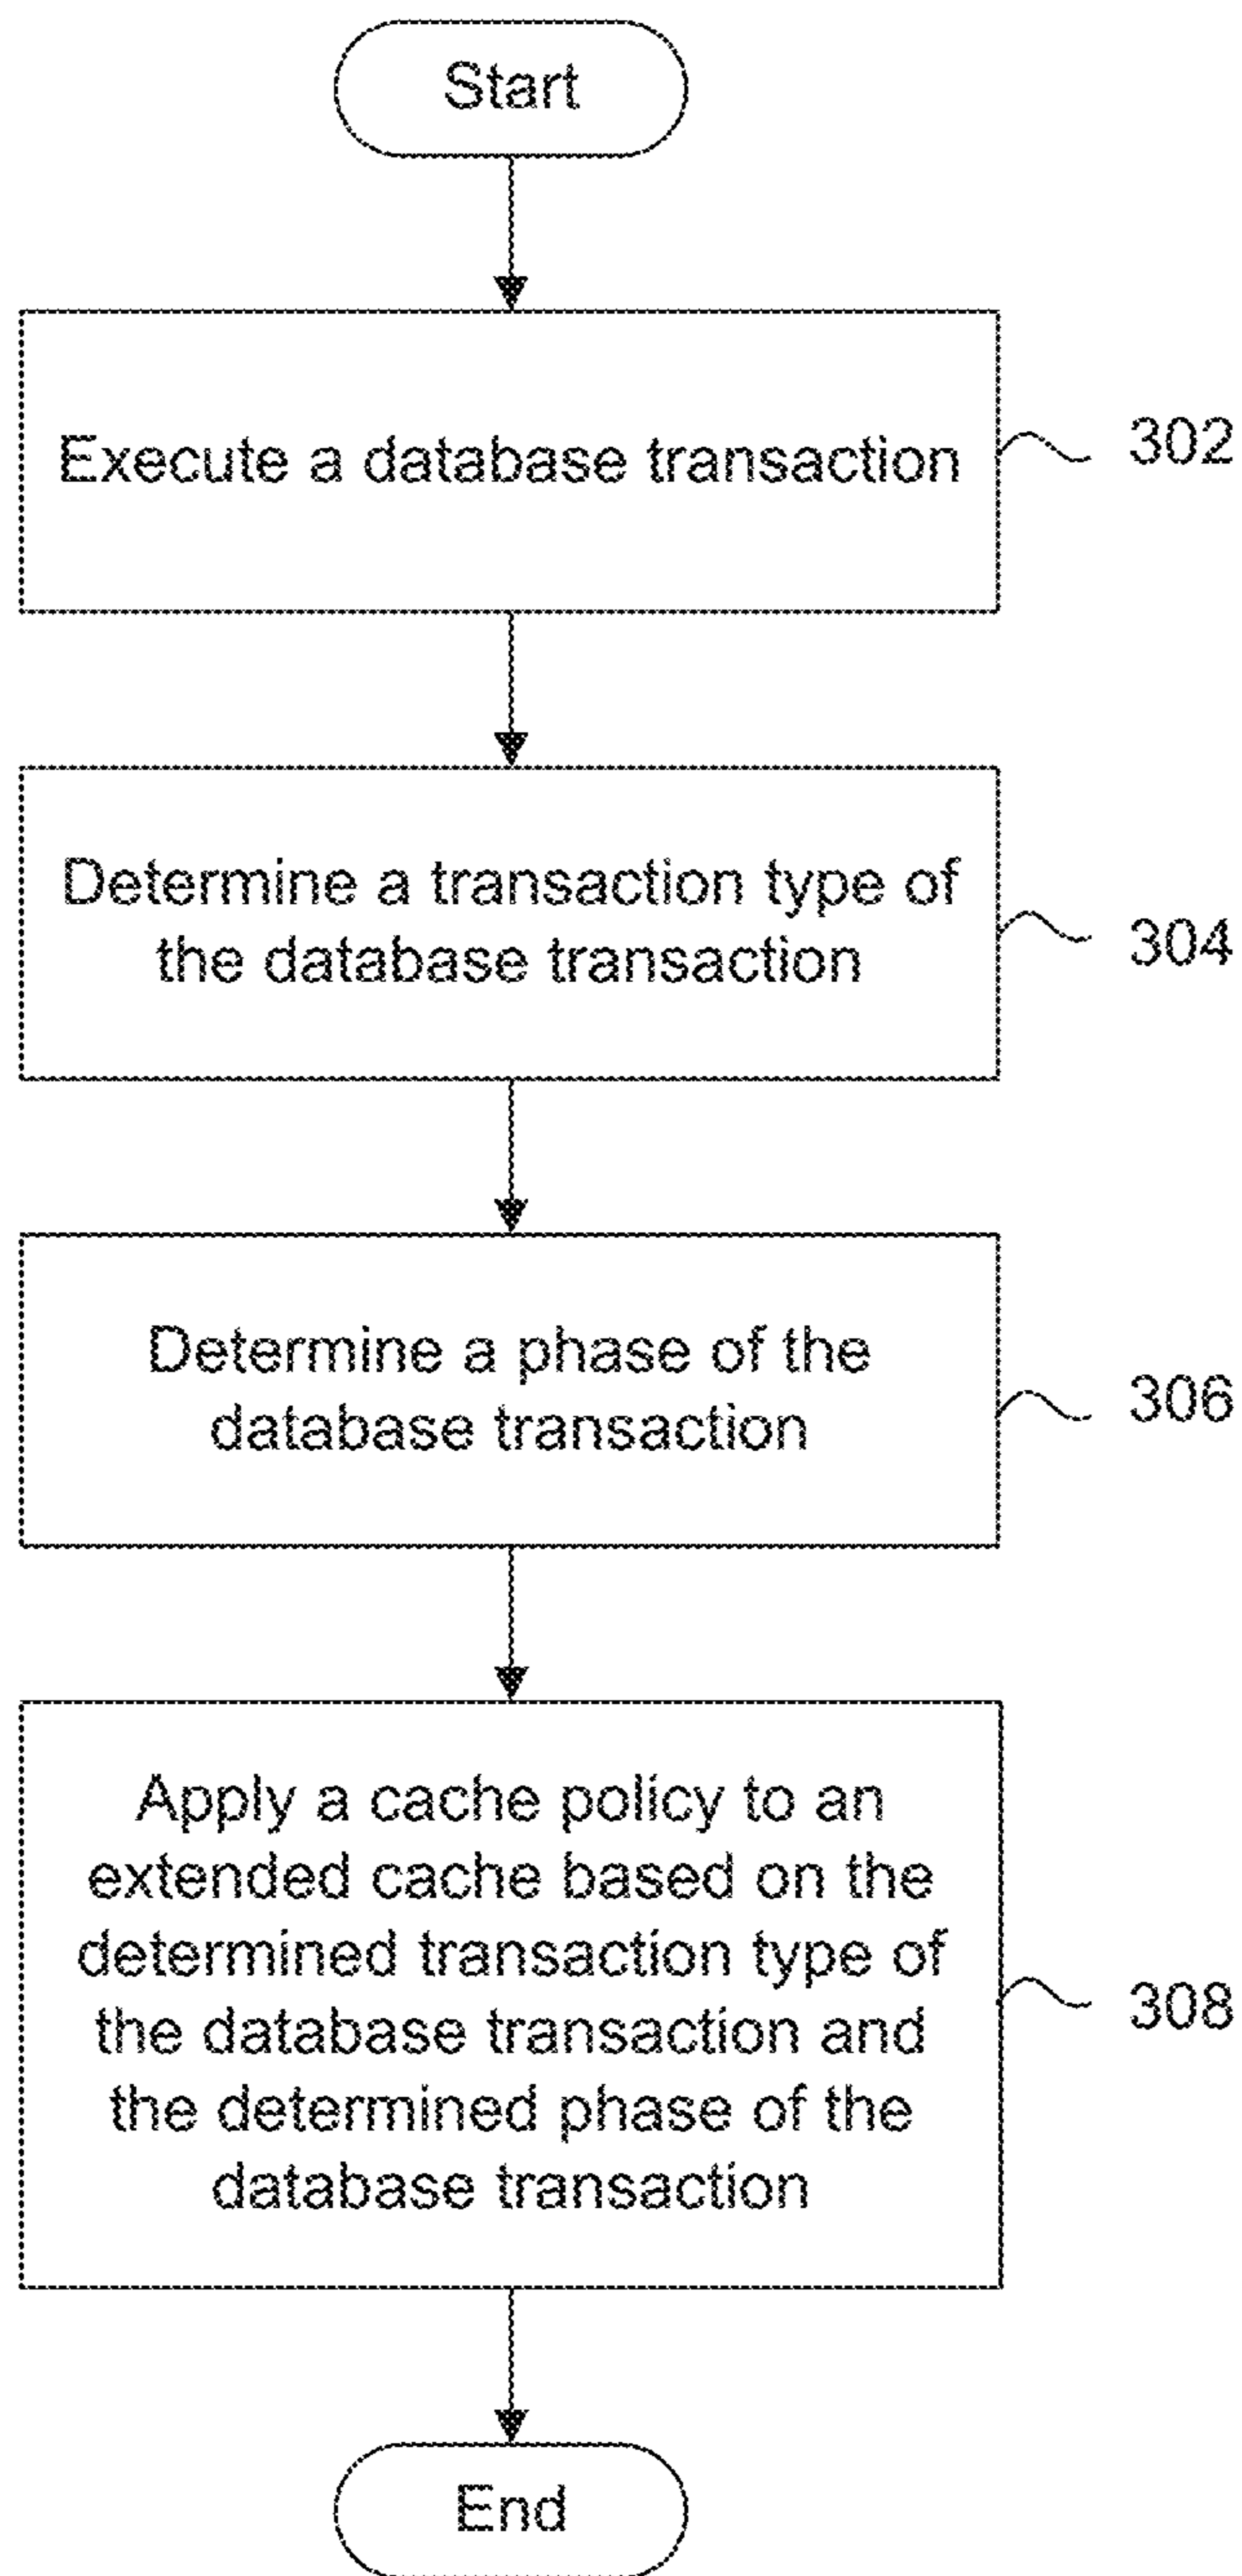 Start
Execute a database transaction
302
Determine a transaction type of
the database transaction
304
Determine a phase of the
database transaction
306
Apply a cache policy to an
extended cache based on the
determined transaction type of
the database transaction and
the determined phase of the
database transaction
308
End